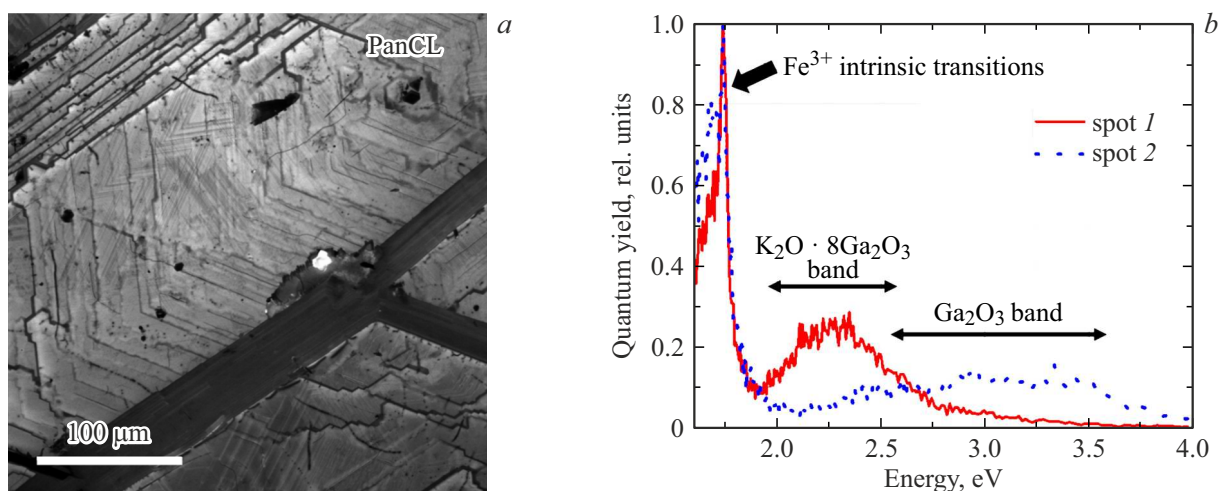 a
PanCL
100 μm
b
Quantum yield, rel. units
1.0
0.8
0.6
0.4
0.2
0
Fe³⁺ intrinsic transitions
spot 1
spot 2
K₂O · 8Ga₂O₃
band
Ga₂O₃ band
2.0 2.5 3.0 3.5 4.0
Energy, eV